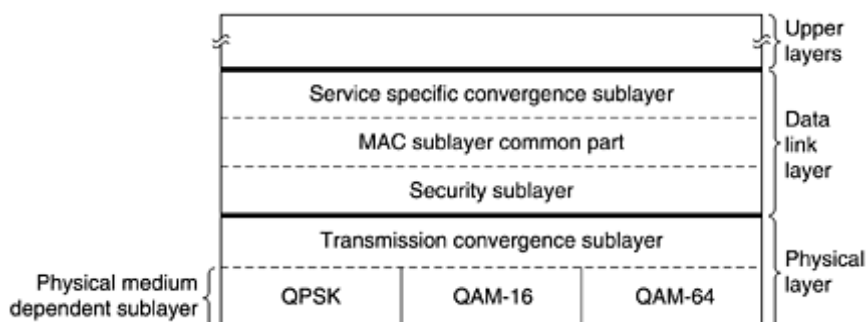 Upper
layers
Service specific convergence sublayer
MAC sublayer common part
Security sublayer
Data
link
layer
Transmission convergence sublayer
Physical
layer
Physical medium
dependent sublayer
QPSK QAM-16 QAM-64